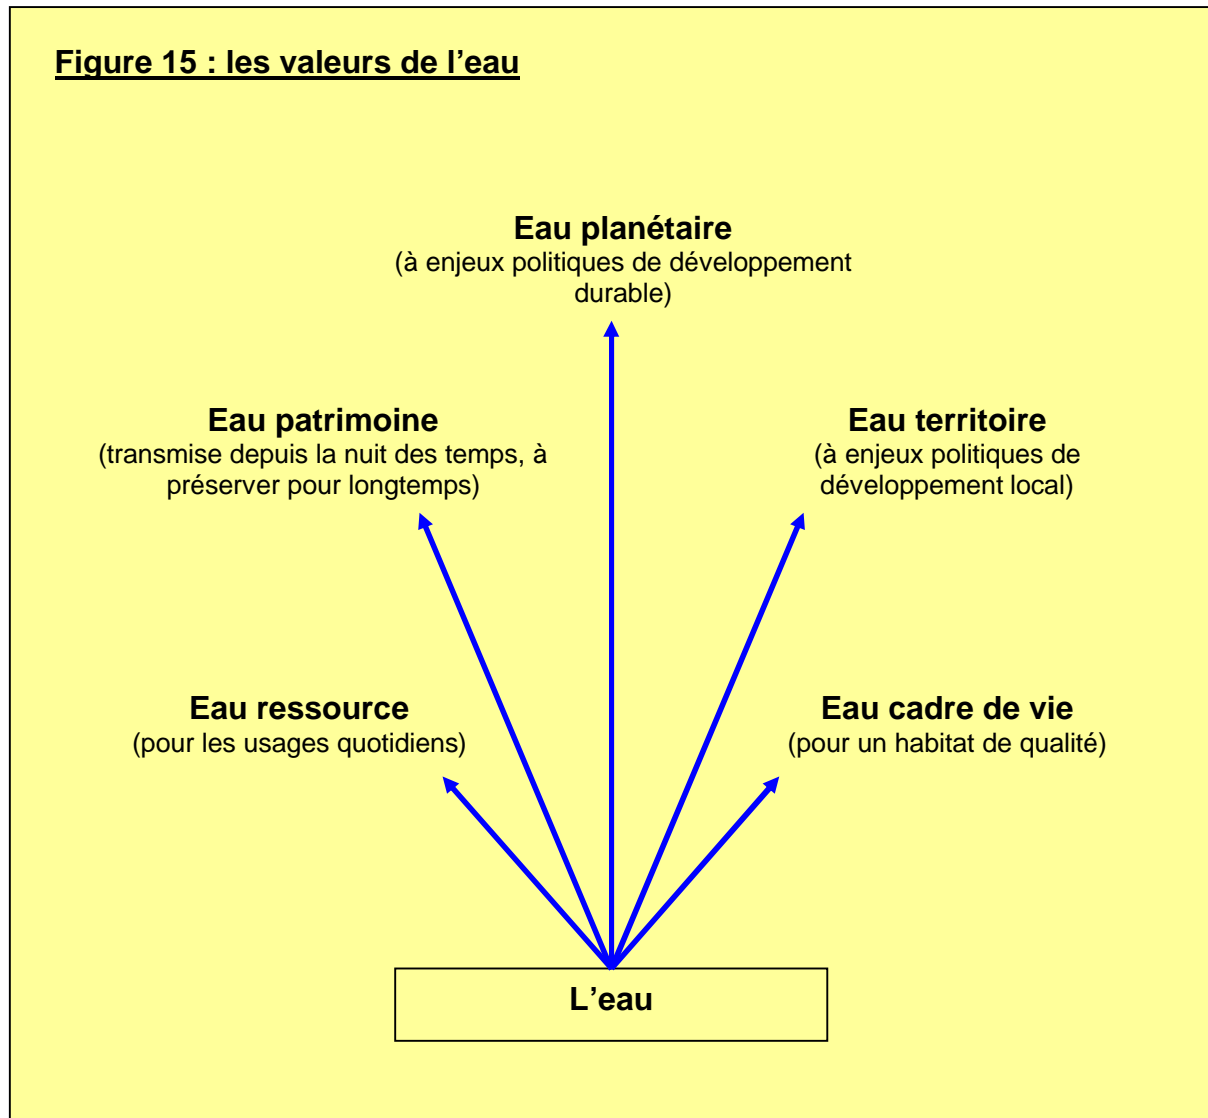 Figure 15 : les valeurs de l’eau
Eau planétaire
(à enjeux politiques de développement
durable)
Eau patrimoine
(transmise depuis la nuit des temps, à
préserver pour longtemps)
Eau territoire
(à enjeux politiques de
développement local)
Eau ressource
(pour les usages quotidiens)
Eau cadre de vie
(pour un habitat de qualité)
L’eau